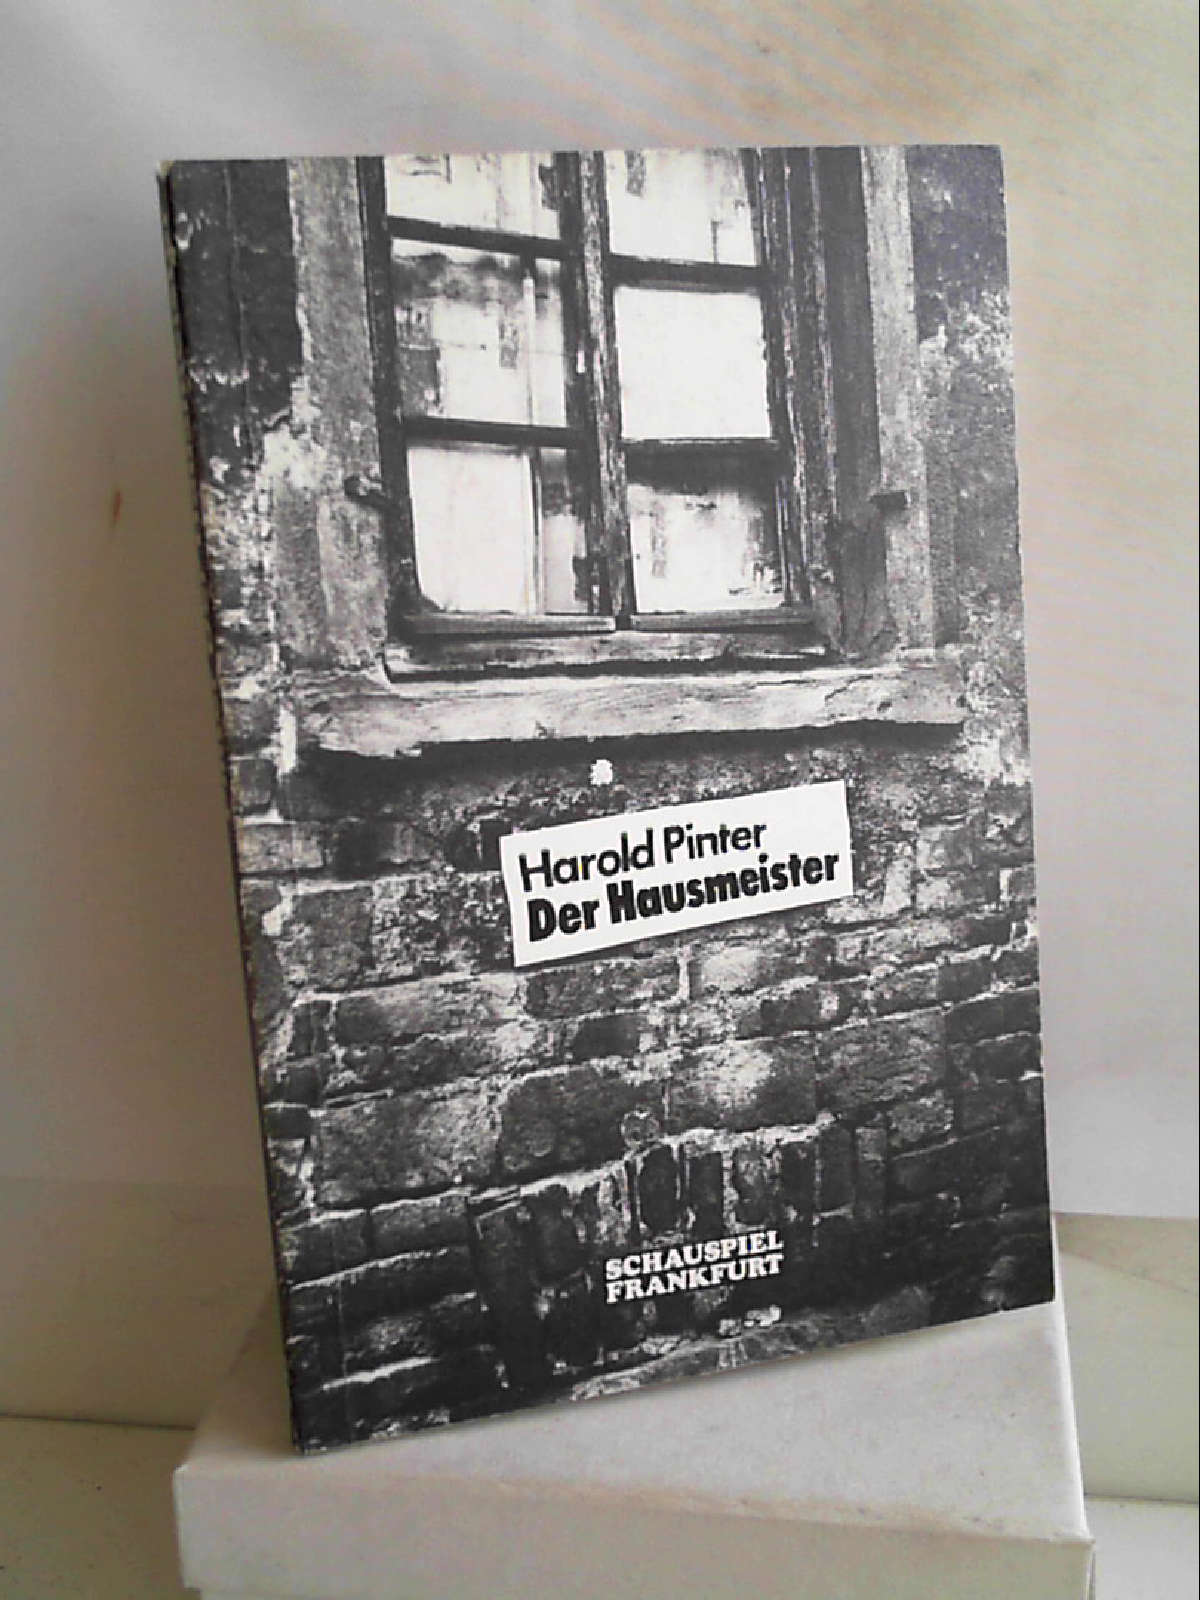 Harold Pinter
Der Hausmeister
SCHAUSPIEL
FRANKFURT